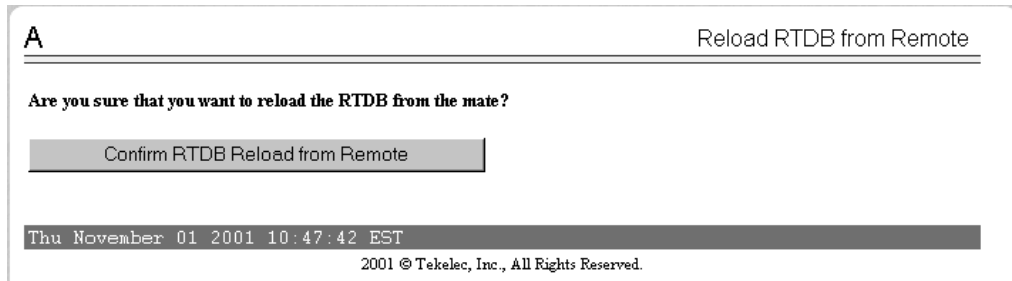 A
Reload RTDB from Remote
Are you sure that you want to reload the RTDB from the mate?
Confirm RTDB Reload from Remote
Thu November 01 2001 10:47:42 EST
2001 © Tekelec, Inc., All Rights Reserved.